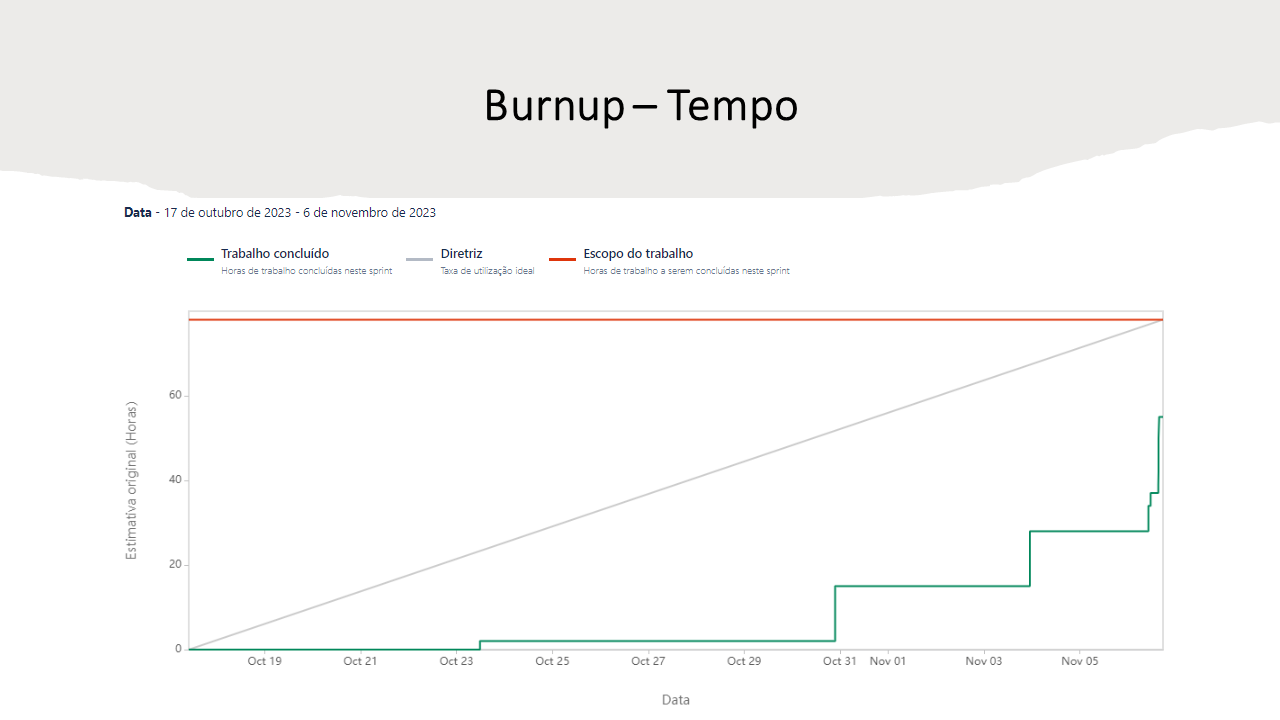 Burnup – Tempo
Data - 17 de outubro de 2023 - 6 de novembro de 2023
Trabalho concluído
Horas de trabalho concluídas neste sprint
Diretriz
Taxa de utilização ideal
Escopo do trabalho
Horas de trabalho a serem concluídas neste sprint
Estimativa original (Horas)
60
40
20
0
Oct 19 Oct 21 Oct 23 Oct 25 Oct 27 Oct 29 Oct 31 Nov 01 Nov 03 Nov 05
Data